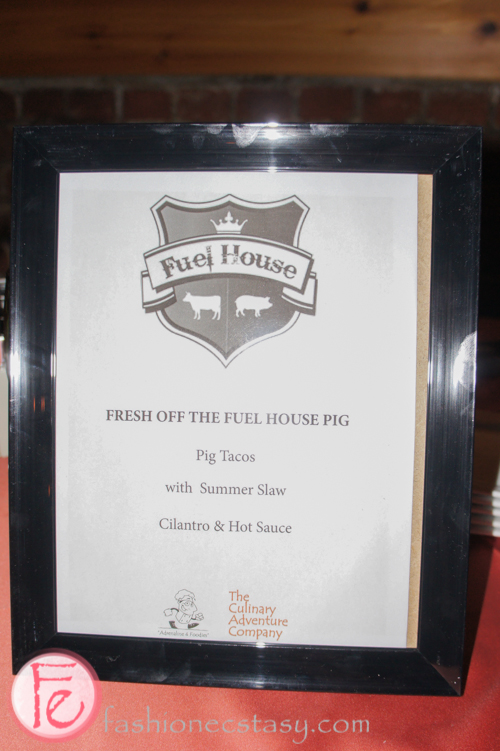 Fuel House
FRESH OFF THE FUEL HOUSE PIG
Pig Tacos
with Summer Slaw
Cilantro & Hot Sauce
The
Culinary
Adventure
Company
Fe
fashionecstasy.com